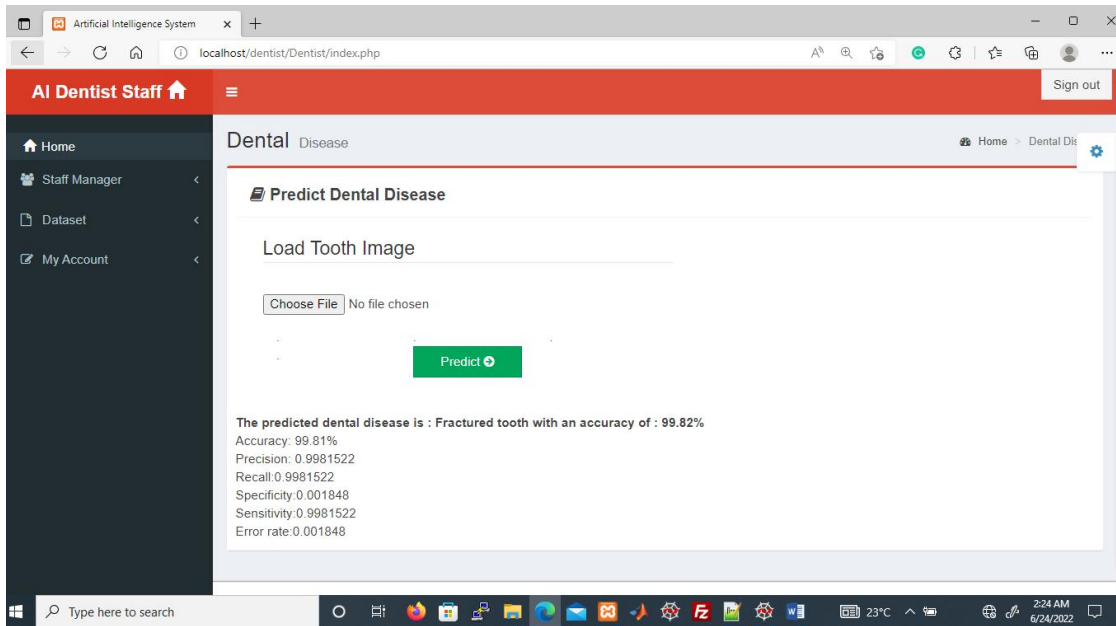 Artificial Intelligence System
localhost/dentist/Dentist/index.php
AI Dentist Staff
Sign out
Home
Staff Manager
Dataset
My Account
Dental Disease
Home > Dental Dis
Predict Dental Disease
Load Tooth Image
Choose File No file chosen
Predict
The predicted dental disease is : Fractured tooth with an accuracy of : 99.82%
Accuracy: 99.81%
Precision: 0.9981522
Recall:0.9981522
Specificity:0.001848
Sensitivity:0.9981522
Error rate:0.001848
Type here to search
23°C
2:24 AM
6/24/2022